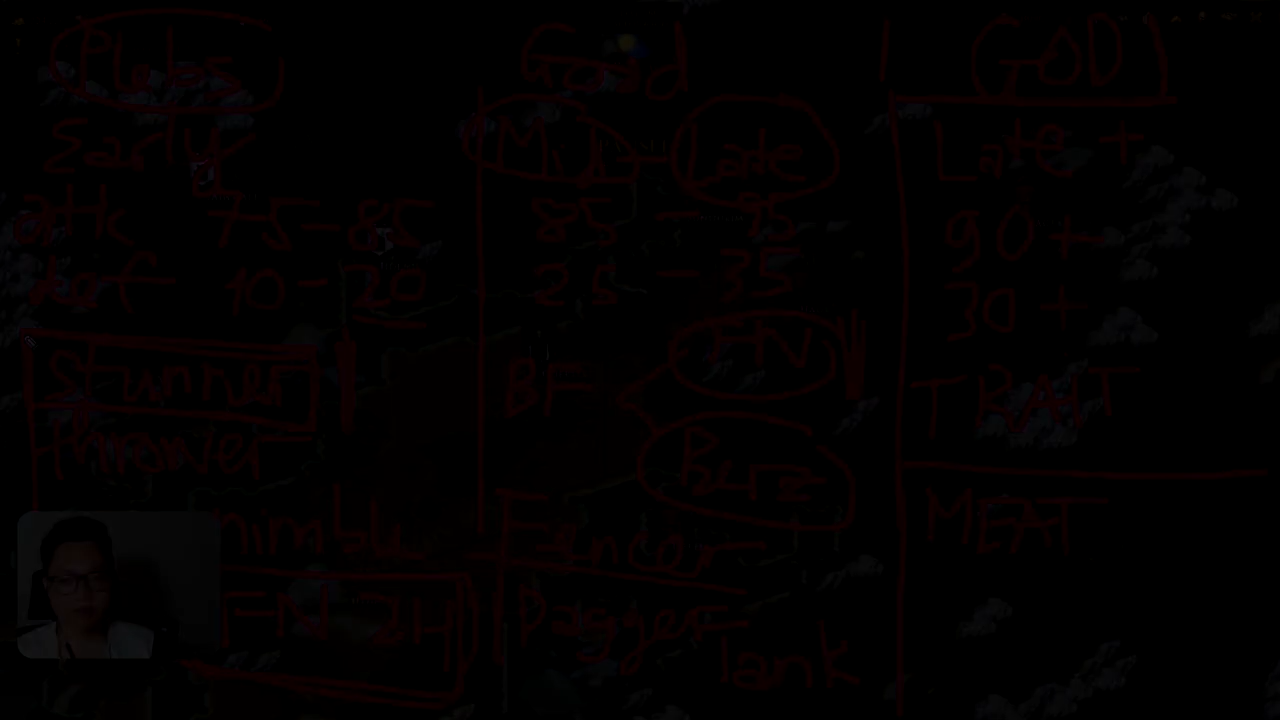 Plebs
Early
atk 75-85
def 10-20
Stunner
thrower
nimble
FN 2H
Good
Mid-Late
85-95
25-35
BF < FN
Berz
Fencer
Dagger
Tank
GOD
Late+
90+
30+
TRAIT
MEAT